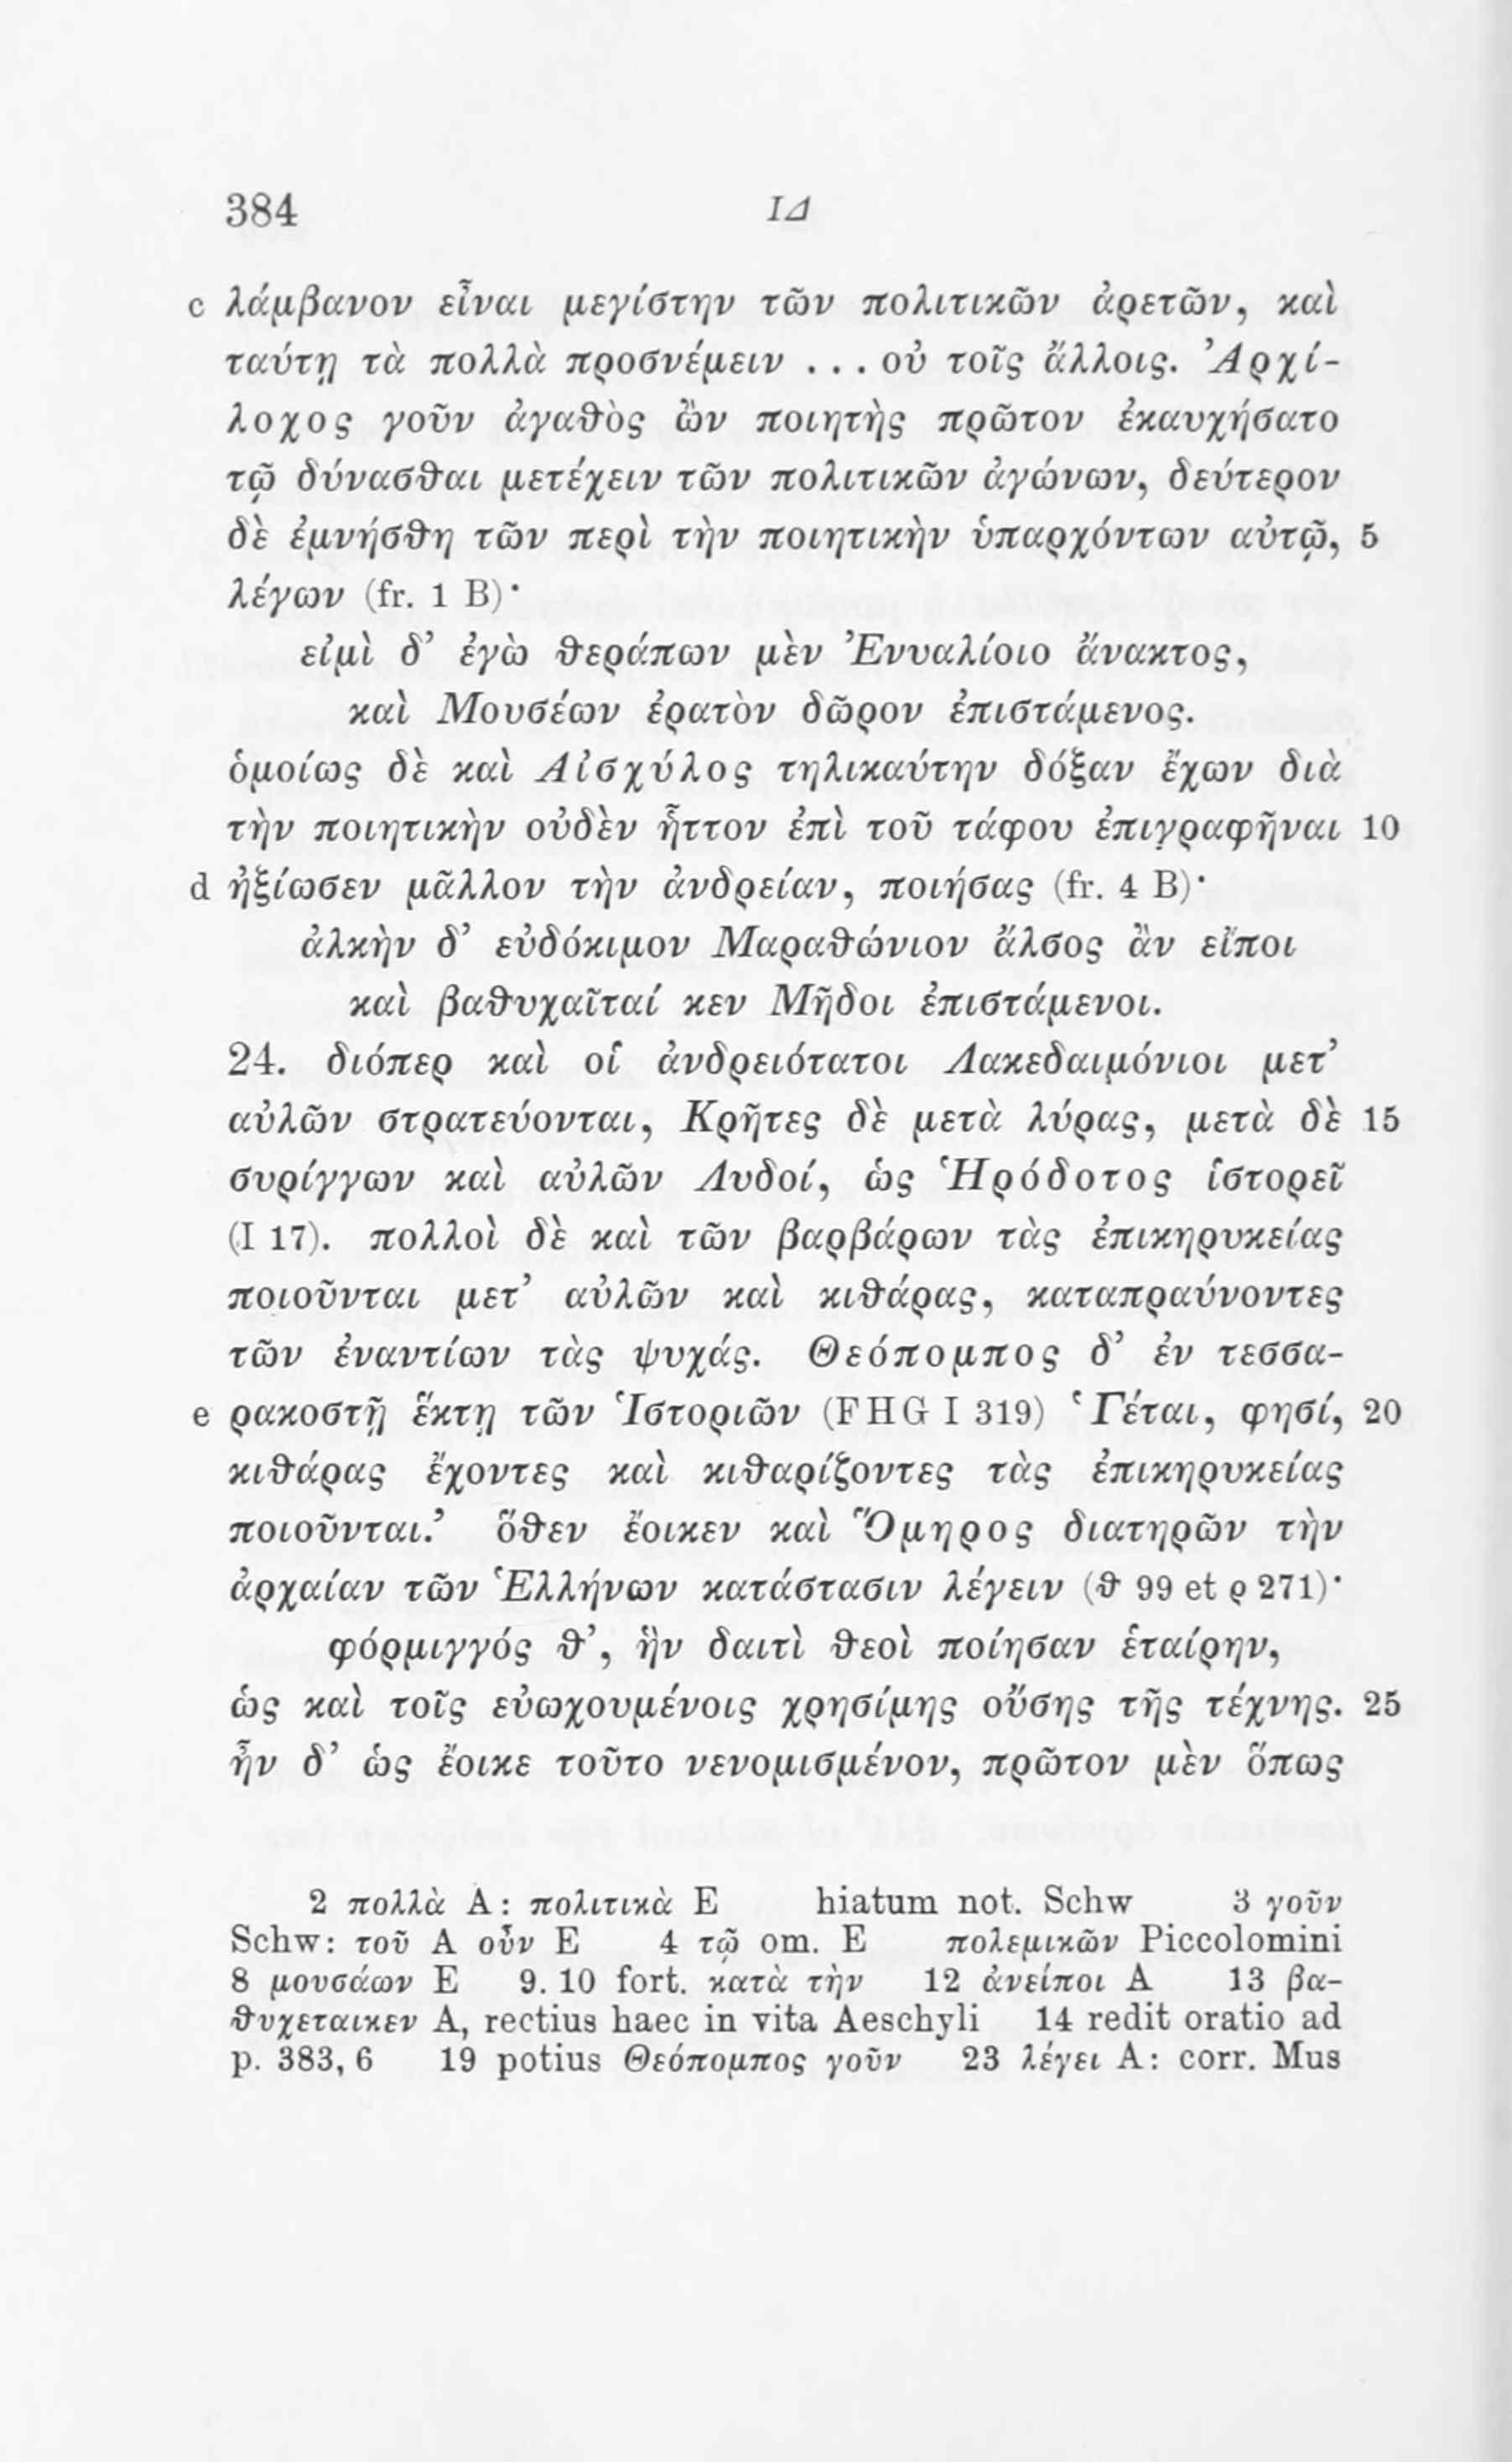 384 ΙΔ
c λάμβανον εἶναι μεγίστην τῶν πολιτικῶν ἀρετῶν, καὶ
ταύτῃ τὰ πολλὰ προσνέμειν ... οὐ τοῖς ἄλλοις. Ἀρχί-
λοχος γοῦν ἀγαθὸς ὢν ποιητὴς πρῶτον ἐκαυχήσατο
τῷ δύνασθαι μετέχειν τῶν πολιτικῶν ἀγώνων, δεύτερον
δὲ ἐμνήσθη τῶν περὶ τὴν ποιητικὴν ὑπαρχόντων αὐτῷ, 5
λέγων (fr. 1 B)·
εἰμὶ δ’ ἐγὼ θεράπων μὲν Ἐνυαλίοιο ἄνακτος,
καὶ Μουσέων ἐρατὸν δῶρον ἐπιστάμενος.
ὁμοίως δὲ καὶ Αἰσχύλος τηλικαύτην δόξαν ἔχων διὰ
τὴν ποιητικὴν οὐδὲν ἧττον ἐπὶ τοῦ τάφου ἐπιγραφῆναι 10
d ἠξίωσεν μᾶλλον τὴν ἀνδρείαν, ποιήσας (fr. 4 B)·
ἀλκὴν δ’ εὐδόκιμον Μαραθώνιον ἄλσος ἂν εἴποι
καὶ βαθυχαῖταί κεν Μῆδοι ἐπιστάμενοι.
24. διόπερ καὶ οἱ ἀνδρειότατοι Λακεδαιμόνιοι μετ’
αὐλῶν στρατεύονται, Κρῆτες δὲ μετὰ λύρας, μετὰ δὲ 15
συρίγγων καὶ αὐλῶν Λυδοί, ὡς Ἡρόδοτος ἱστορεῖ
(I 17). πολλοὶ δὲ καὶ τῶν βαρβάρων τὰς ἐπικηρυκείας
ποιοῦνται μετ’ αὐλῶν καὶ κιθάρας, καταπραύνοντες
τῶν ἐναντίων τὰς ψυχάς. Θεόπομπος δ’ ἐν τεσσα-
e ρακοστῇ ἕκτῃ τῶν Ἱστοριῶν (FHG I 319) ‘Γέται, φησί, 20
κιθάρας ἔχοντες καὶ κιθαρίζοντες τὰς ἐπικηρυκείας
ποιοῦνται.’ ὅθεν ἔοικεν καὶ Ὅμηρος διατηρῶν τὴν
ἀρχαίαν τῶν Ἑλλήνων κατάστασιν λέγειν (θ 99 et ρ 271)·
φόρμιγγός θ’, ἣν δαιτὶ θεοὶ ποίησαν ἑταίρην,
ὡς καὶ τοῖς εὐωχουμένοις χρησίμης οὔσης τῆς τέχνης. 25
ἦν δ’ ὡς ἔοικε τοῦτο νενομισμένον, πρῶτον μὲν ὅπως
2 πολλὰ A: πολιτικὰ E hiatum not. Schw 3 γοῦν
Schw: τοῦ A οὖν E 4 τῷ om. E πολεμικῶν Piccolomini
8 μουσάων E 9. 10 fort. κατὰ τὴν 12 ἀνείποι A 13 βα-
θυχεταικεν A, rectius haec in vita Aeschyli 14 redit oratio ad
p. 383, 6 19 potius Θεόπομπος γοῦν 23 λέγει A: corr. Mus